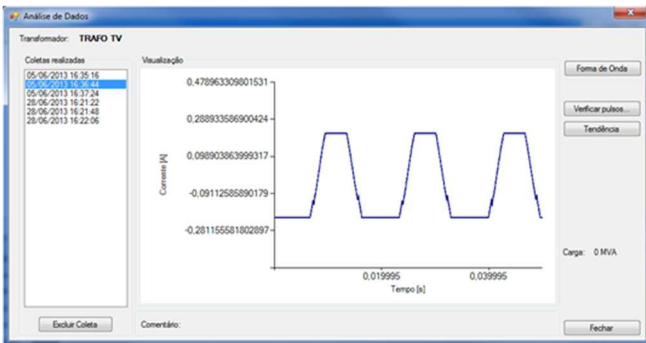 Análise de Dados
Transformador: TRAFO TV
Coletas realizadas
05/06/2013 16:35:16
05/06/2013 16:36:44
05/06/2013 16:37:24
28/06/2013 16:21:22
28/06/2013 16:21:48
28/06/2013 16:22:06
Excluir Coleta
Visualização
0,478963309801531
0,288933586900424
0,098903863999317
-0,09112585890179
-0,281155581802897
Corrente [A]
0,019995
0,039995
Tempo [s]
Comentário:
Forma de Onda
Verificar pulsos...
Tendência
Carga: 0 MVA
Fechar